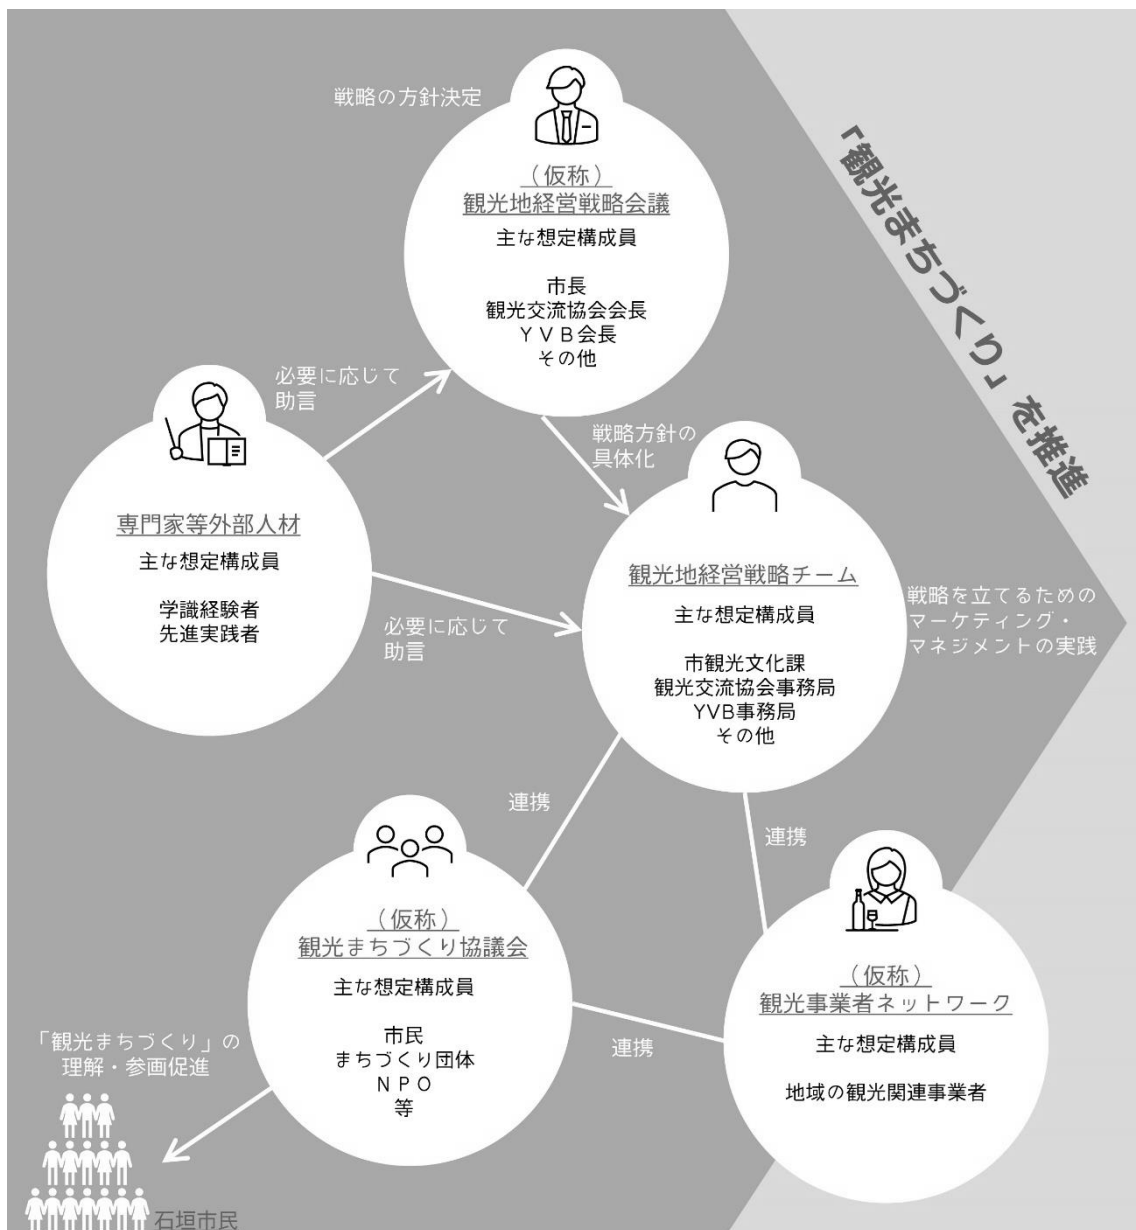 戦略の方針決定
（仮称）
観光地経営戦略会議
主な想定構成員
市長
観光交流協会会長
ＹＶＢ会長
その他
「観光まちづくり」を推進
必要に応じて
助言
戦略方針の
具体化
専門家等外部人材
主な想定構成員
学識経験者
先進実践者
必要に応じて
助言
観光地経営戦略チーム
主な想定構成員
市観光文化課
観光交流協会事務局
YVB事務局
その他
戦略を立てるための
マーケティング・
マネジメントの実践
連携
連携
（仮称）
観光まちづくり協議会
主な想定構成員
市民
まちづくり団体
ＮＰＯ
等
連携
（仮称）
観光事業者ネットワーク
主な想定構成員
地域の観光関連事業者
「観光まちづくり」の
理解・参画促進
石垣市民